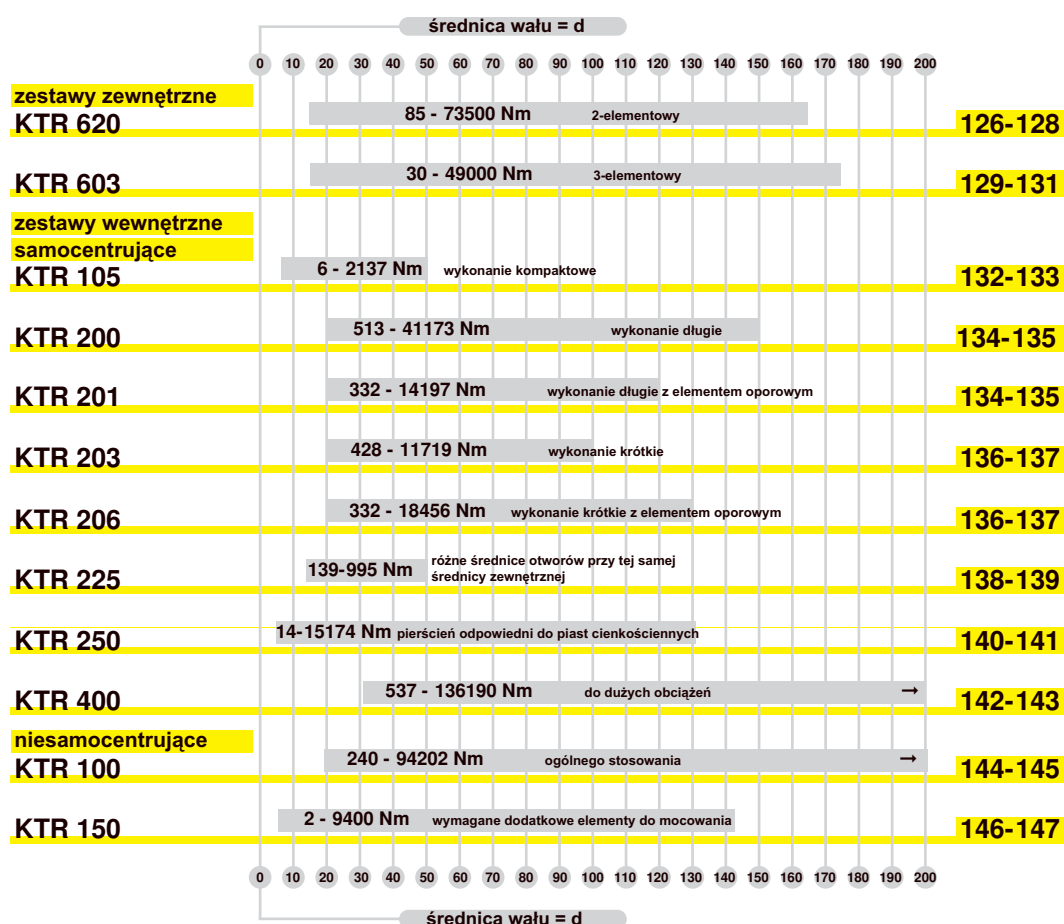 średnica wału = d
0 10 20 30 40 50 60 70 80 90 100 110 120 130 140 150 160 170 180 190 200
zestawy zewnętrzne
KTR 620 85 - 73500 Nm 2-elementowy 126-128
KTR 603 30 - 49000 Nm 3-elementowy 129-131
zestawy wewnętrzne
samocentrujące
KTR 105 6 - 2137 Nm wykonanie kompaktowe 132-133
KTR 200 513 - 41173 Nm wykonanie długie 134-135
KTR 201 332 - 14197 Nm wykonanie długie z elementem oporowym 134-135
KTR 203 428 - 11719 Nm wykonanie krótkie 136-137
KTR 206 332 - 18456 Nm wykonanie krótkie z elementem oporowym 136-137
KTR 225 139-995 Nm różne średnice otworów przy tej samej
średnicy zewnętrznej 138-139
KTR 250 14-15174 Nm pierścień odpowiedni do piast cienkościennych 140-141
KTR 400 537 - 136190 Nm do dużych obciążeń → 142-143
niesamocentrujące
KTR 100 240 - 94202 Nm ogólnego stosowania → 144-145
KTR 150 2 - 9400 Nm wymagane dodatkowe elementy do mocowania 146-147
0 10 20 30 40 50 60 70 80 90 100 110 120 130 140 150 160 170 180 190 200
średnica wału = d